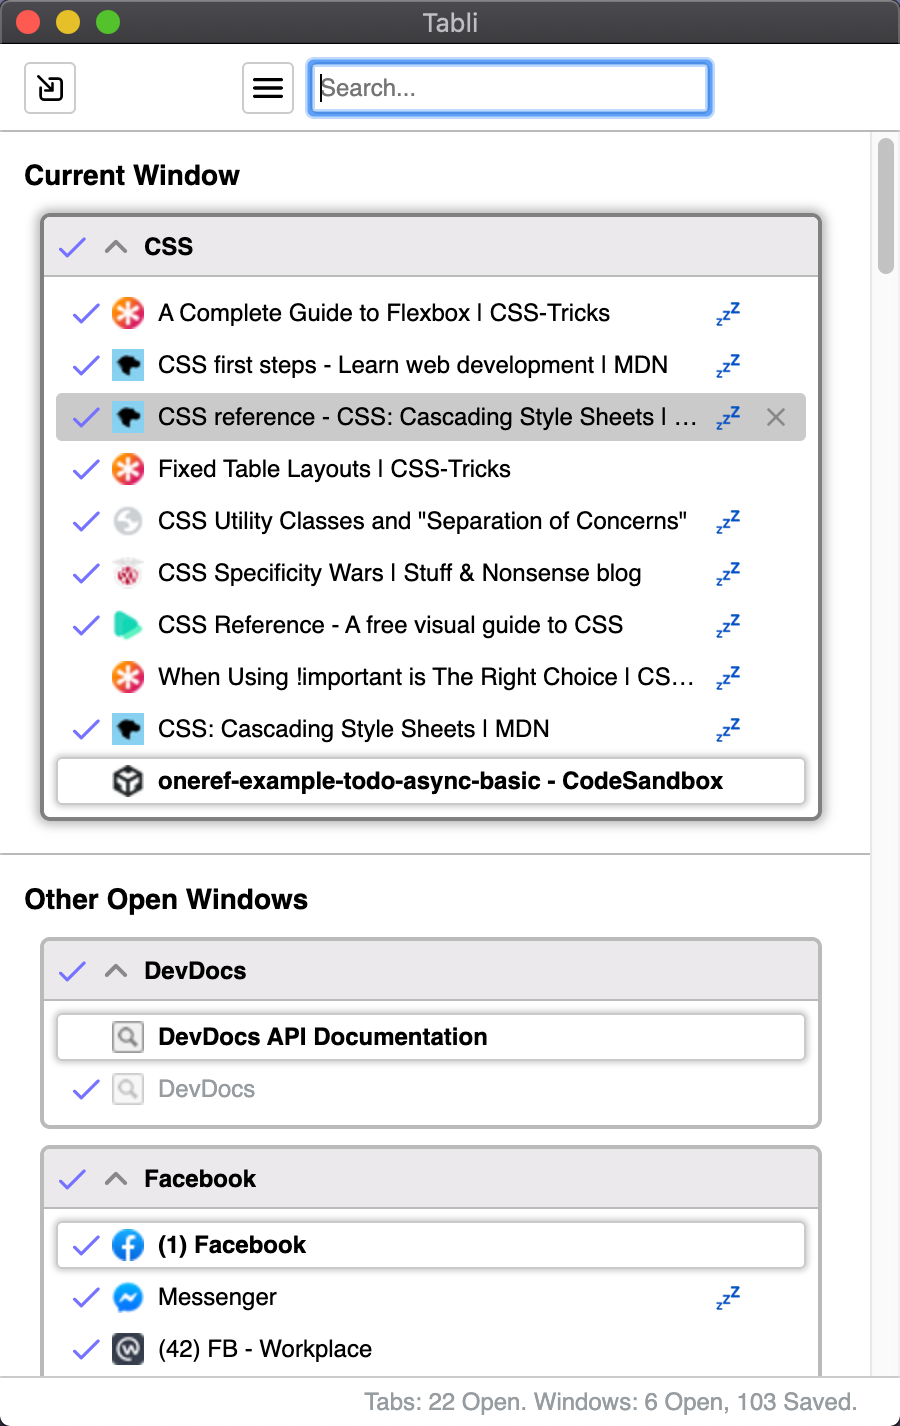 Tabli
Search...
Current Window
CSS
A Complete Guide to Flexbox | CSS-Tricks
CSS first steps - Learn web development | MDN
CSS reference - CSS: Cascading Style Sheets | ...
Fixed Table Layouts | CSS-Tricks
CSS Utility Classes and "Separation of Concerns"
CSS Specificity Wars | Stuff & Nonsense blog
CSS Reference - A free visual guide to CSS
When Using !important is The Right Choice | CS...
CSS: Cascading Style Sheets | MDN
oneref-example-todo-async-basic - CodeSandbox
Other Open Windows
DevDocs
DevDocs API Documentation
DevDocs
Facebook
(1) Facebook
Messenger
(42) FB - Workplace
Tabs: 22 Open. Windows: 6 Open, 103 Saved.